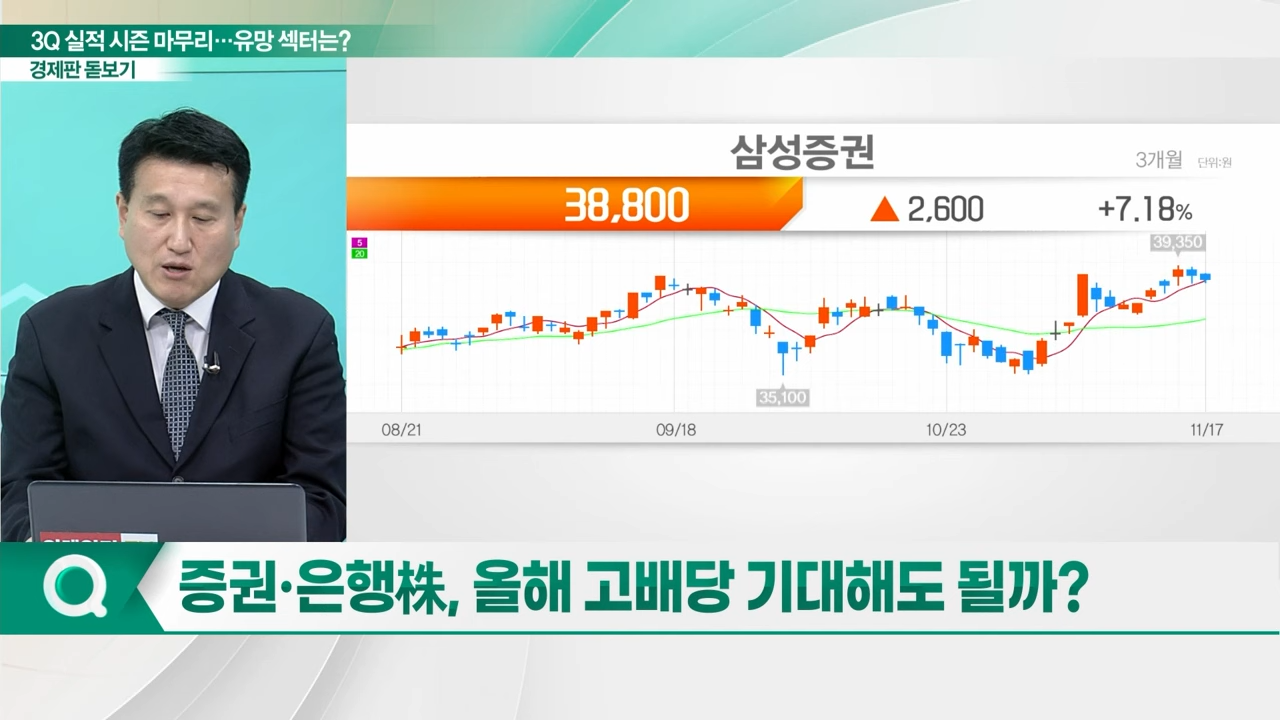 3Q 실적 시즌 마무리…유망 섹터는?
경제판 돋보기
삼성증권
3개월 단위:원
38,800 ▲ 2,600 +7.18%
5
20
39,350
35,100
08/21 09/18 10/23 11/17
증권·은행株, 올해 고배당 기대해도 될까?